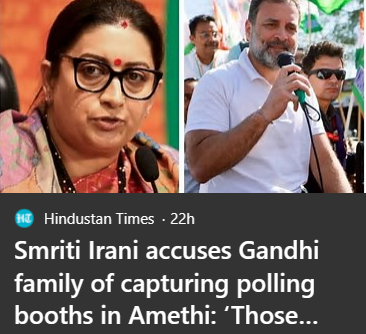 HT Hindustan Times · 22h
Smriti Irani accuses Gandhi
family of capturing polling
booths in Amethi: ‘Those...